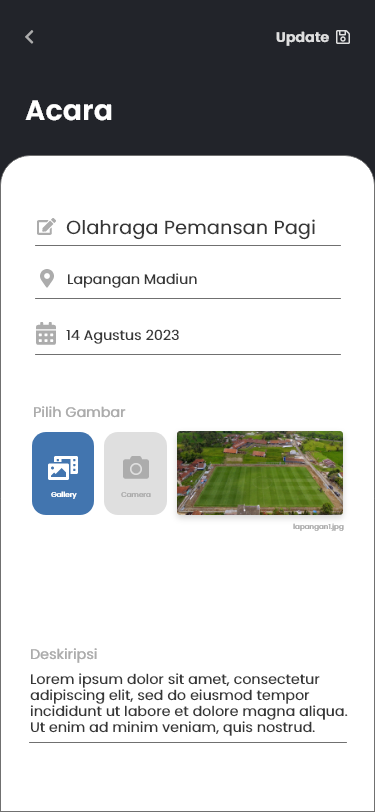 Update
Acara
Olahraga Pemansan Pagi
Lapangan Madiun
14 Agustus 2023
Pilih Gambar
Gallery
Camera
lapangan1.jpg
Deskiripsi
Lorem ipsum dolor sit amet, consectetur
adipiscing elit, sed do eiusmod tempor
incididunt ut labore et dolore magna aliqua.
Ut enim ad minim veniam, quis nostrud.